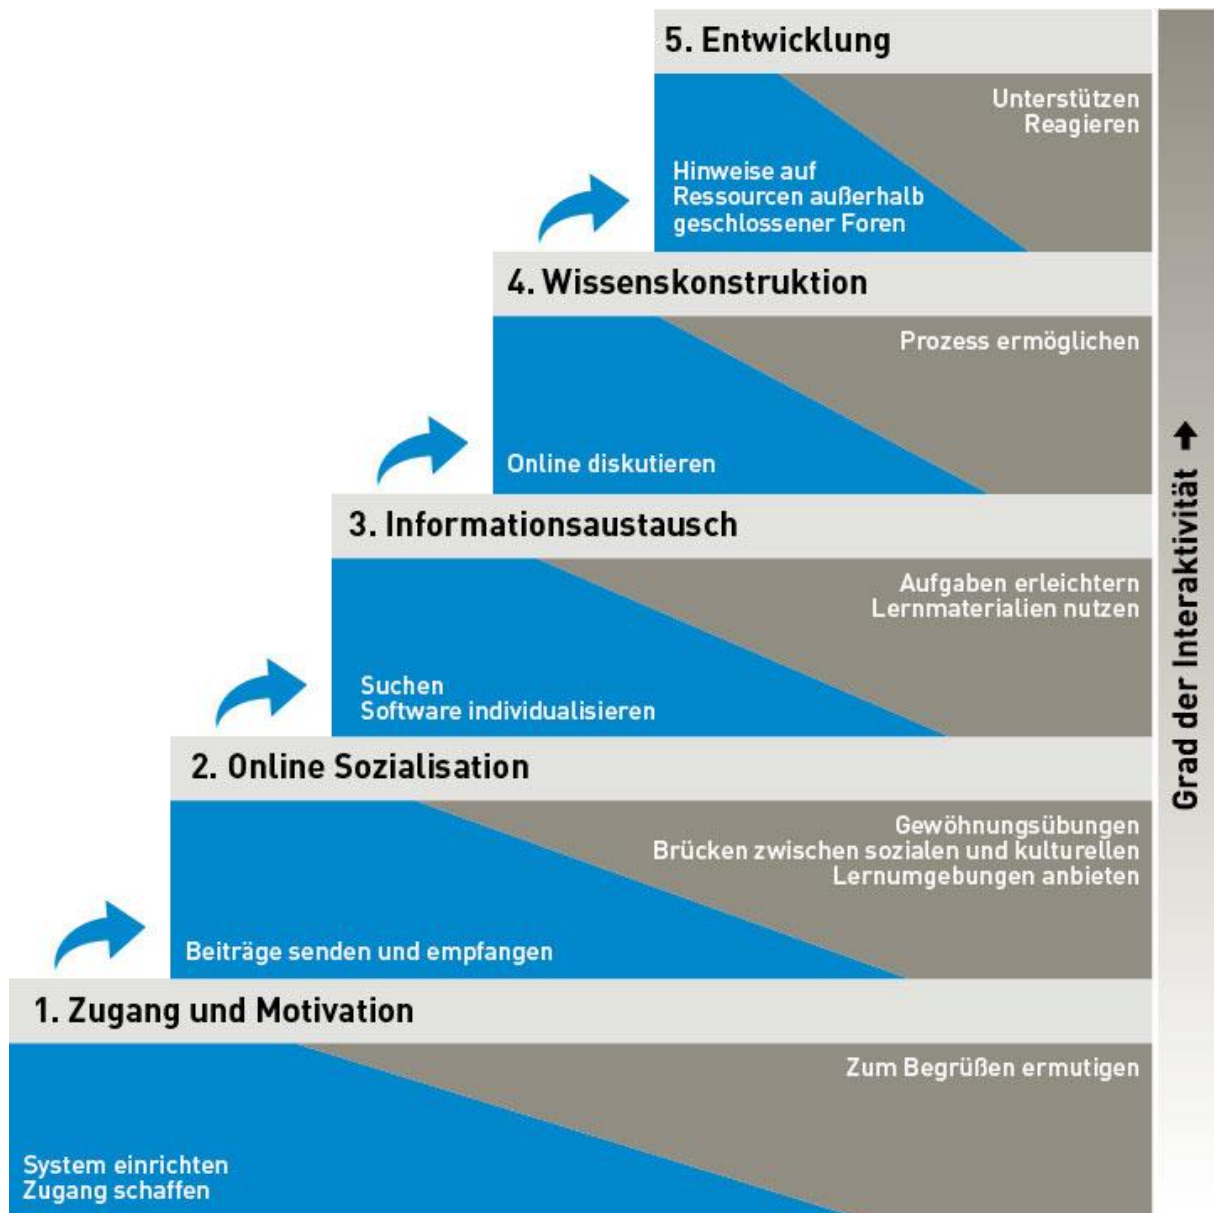 5. Entwicklung
Unterstützen
Reagieren
Hinweise auf
Ressourcen außerhalb
geschlossener Foren
4. Wissenskonstruktion
Prozess ermöglichen
Online diskutieren
3. Informationsaustausch
Aufgaben erleichtern
Lernmaterialien nutzen
Suchen
Software individualisieren
2. Online Sozialisation
Gewöhnungsübungen
Brücken zwischen sozialen und kulturellen
Lernumgebungen anbieten
Beiträge senden und empfangen
1. Zugang und Motivation
Zum Begrüßen ermutigen
System einrichten
Zugang schaffen
Grad der Interaktivität